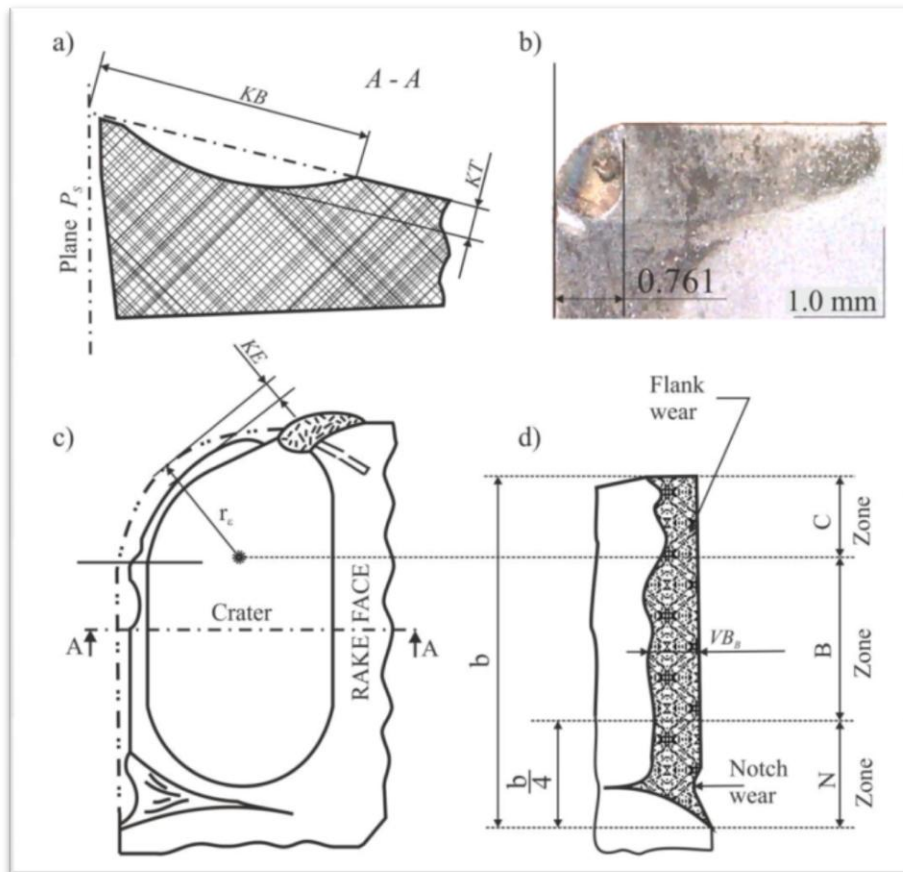 a)
A - A
KB
KT
Plane Pₛ
b)
0.761
1.0 mm
c)
KE
rε
Crater
A
A
RAKE FACE
d)
Flank
wear
b
b
4
VB_B
Notch
wear
C
Zone
B
Zone
N
Zone